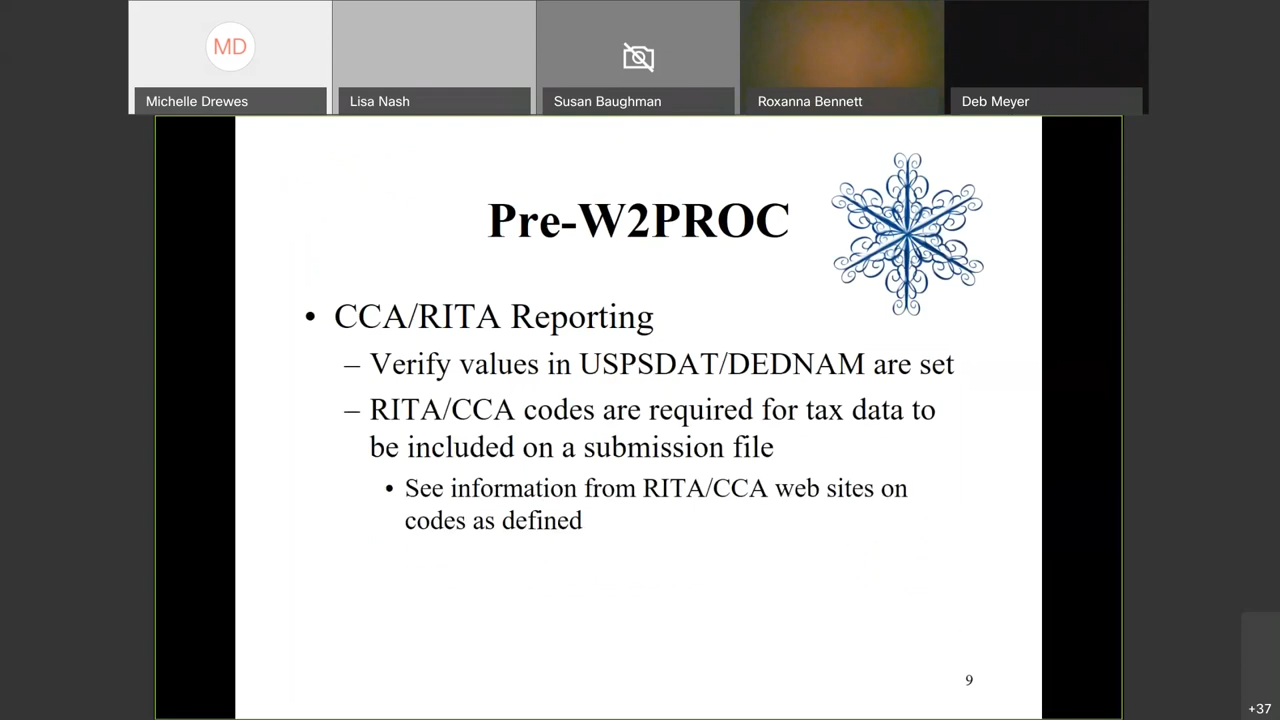 MD
Michelle Drewes
Lisa Nash
Susan Baughman
Roxanna Bennett
Deb Meyer
Pre-W2PROC
• CCA/RITA Reporting
– Verify values in USPSDAT/DEDNAM are set
– RITA/CCA codes are required for tax data to
be included on a submission file
• See information from RITA/CCA web sites on
codes as defined
9
+37